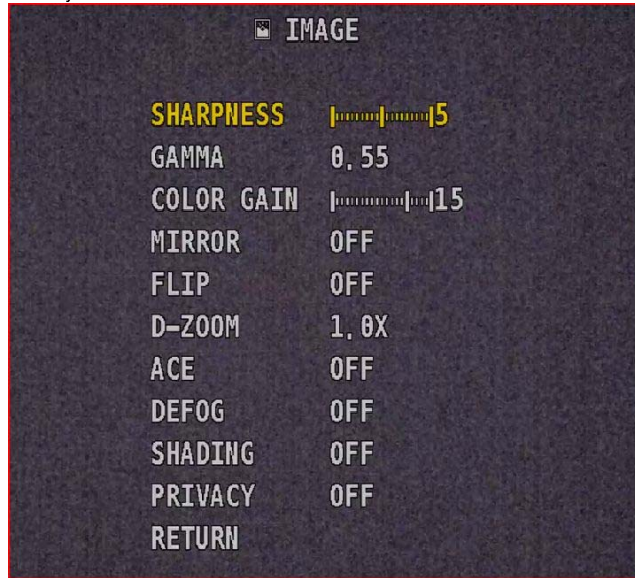 IMAGE
SHARPNESS 5
GAMMA 0.55
COLOR GAIN 15
MIRROR OFF
FLIP OFF
D-ZOOM 1.0X
ACE OFF
DEFOG OFF
SHADING OFF
PRIVACY OFF
RETURN